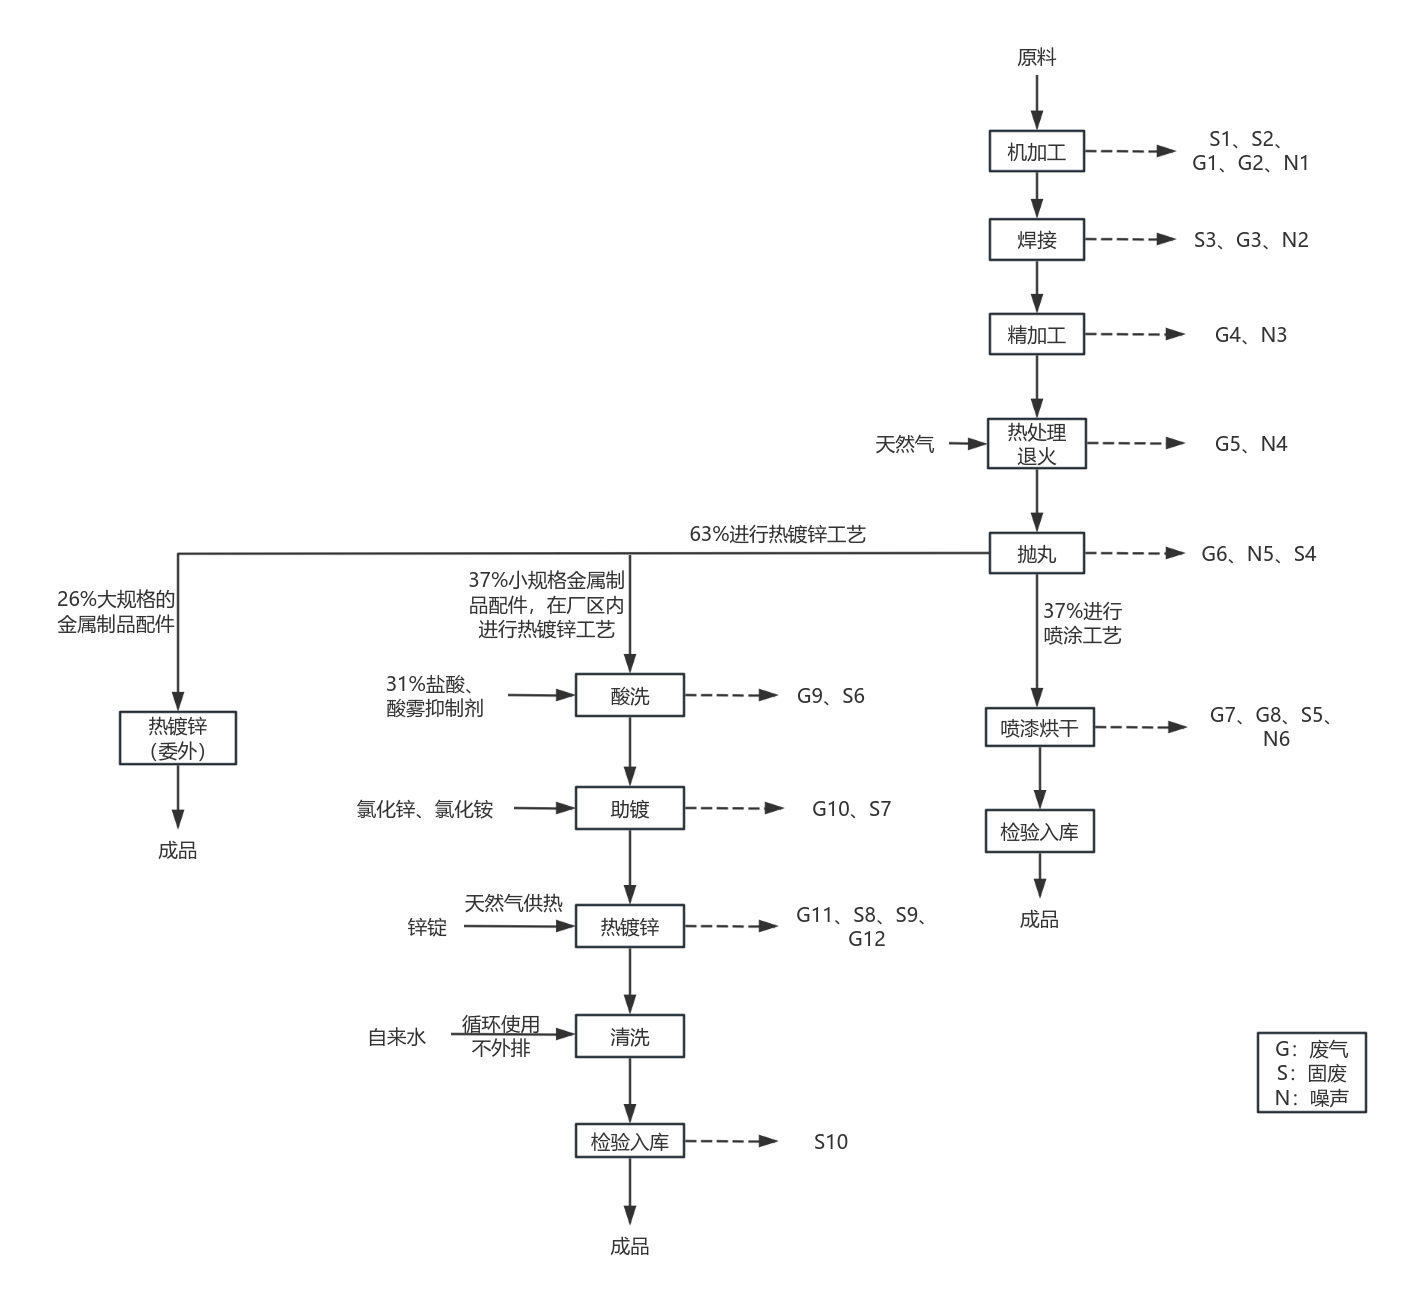 原料
机加工
S1、S2、
G1、G2、N1
焊接
S3、G3、N2
精加工
G4、N3
天然气
热处理
退火
G5、N4
63%进行热镀锌工艺
抛丸
G6、N5、S4
26%大规格的
金属制品配件
37%小规格金属制
品配件，在厂区内
进行热镀锌工艺
37%进行
喷涂工艺
热镀锌
（委外）
成品
31%盐酸、
酸雾抑制剂
酸洗
G9、S6
喷漆烘干
G7、G8、S5、
N6
氯化锌、氯化铵
助镀
G10、S7
检验入库
成品
天然气供热
锌锭
热镀锌
G11、S8、S9、
G12
自来水
循环使用
不外排
清洗
检验入库
S10
成品
G：废气
S：固废
N：噪声